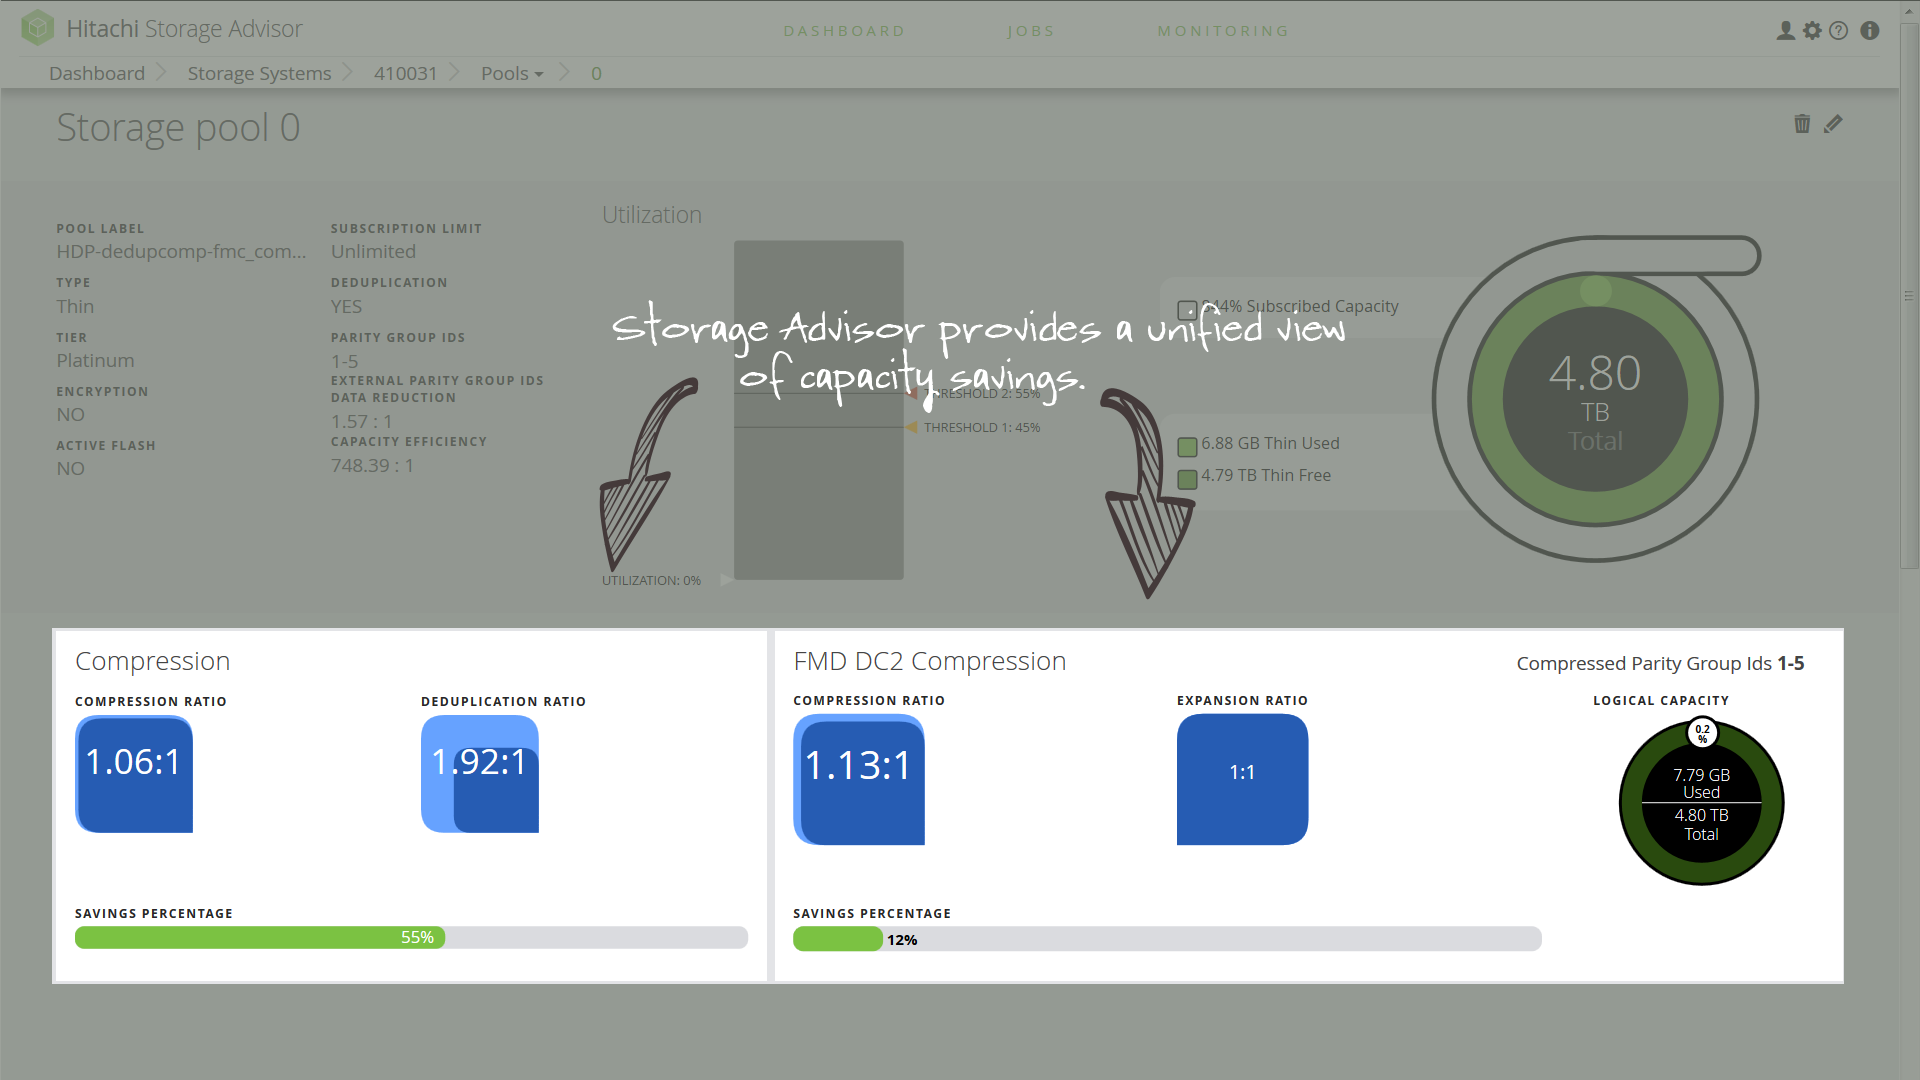 Hitachi Storage Advisor
DASHBOARD JOBS MONITORING
Dashboard Storage Systems 410031 Pools 0
Storage pool 0
POOL LABEL
HDP-dedupcomp-fmc_com...
TYPE
Thin
TIER
Platinum
ENCRYPTION
NO
ACTIVE FLASH
NO
SUBSCRIPTION LIMIT
Unlimited
DEDUPLICATION
YES
PARITY GROUP IDS
1-5
EXTERNAL PARITY GROUP IDS
DATA REDUCTION
1.57 : 1
CAPACITY EFFICIENCY
748.39 : 1
Utilization
Storage Advisor provides a unified view
of capacity savings.
THRESHOLD 2: 55%
THRESHOLD 1: 45%
UTILIZATION: 0%
Subscribed Capacity
6.88 GB Thin Used
4.79 TB Thin Free
4.80
TB
Total
Compression
COMPRESSION RATIO
1.06:1
DEDUPLICATION RATIO
1.92:1
SAVINGS PERCENTAGE
55%
FMD DC2 Compression
Compressed Parity Group Ids 1-5
COMPRESSION RATIO
1.13:1
EXPANSION RATIO
1:1
LOGICAL CAPACITY
0.2
%
7.79 GB
Used
4.80 TB
Total
SAVINGS PERCENTAGE
12%